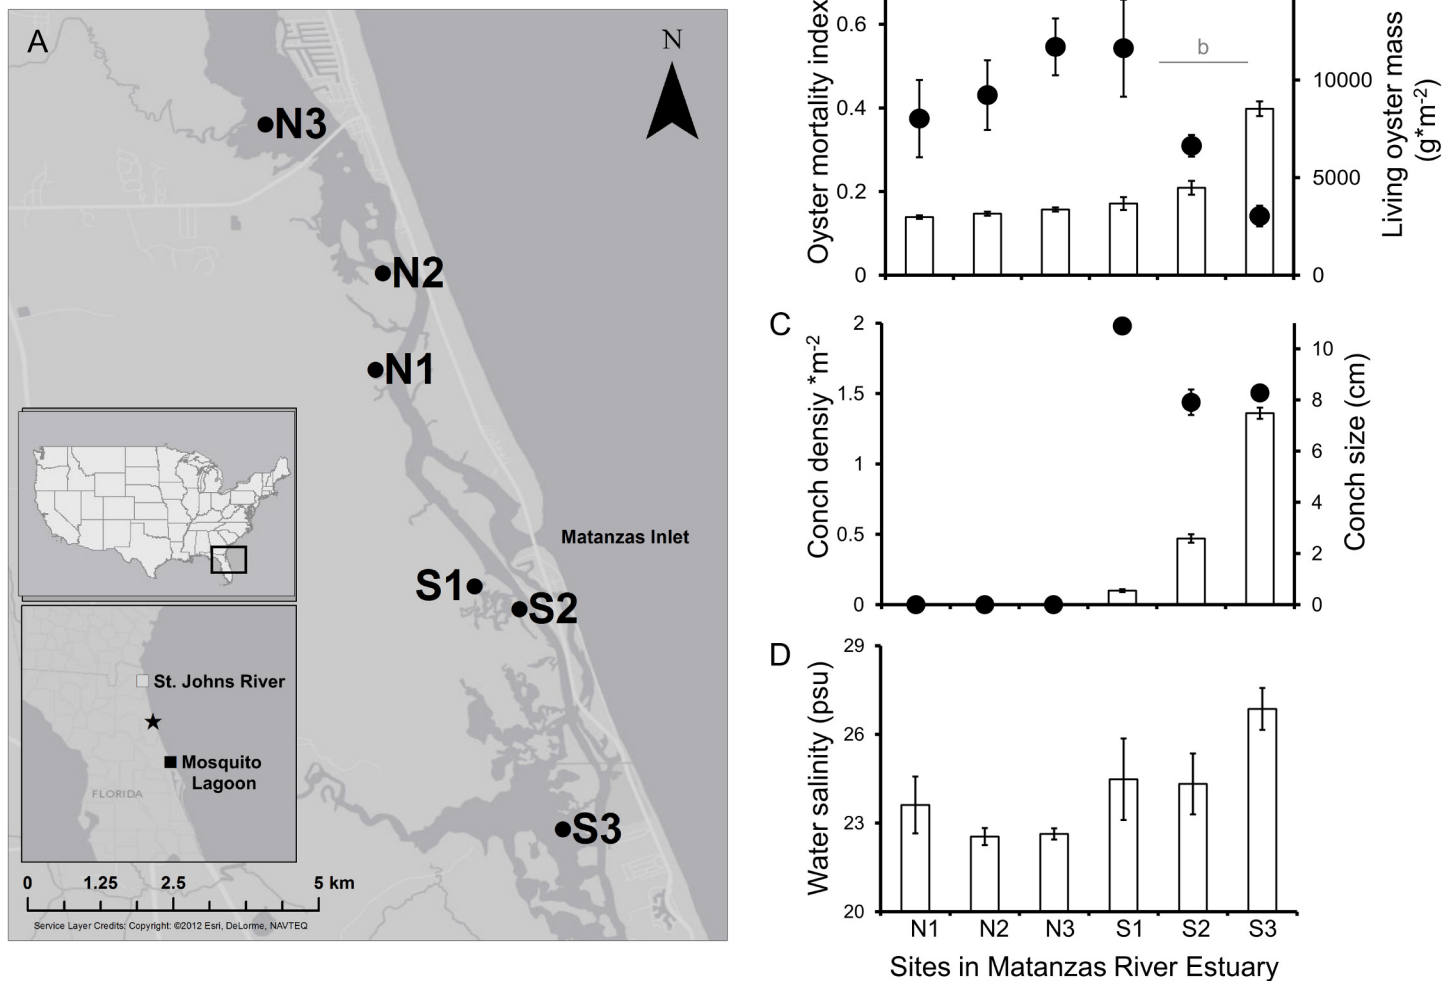 A
N
N3
N2
N1
Matanzas Inlet
S1
S2
S3
St. Johns River
Mosquito
Lagoon
FLORIDA
0 1.25 2.5 5 km
Service Layer Credits: Copyright: ©2012 Esri, DeLorme, NAVTEQ
Oyster mortality index
0.6
0.4
0.2
0
b
10000
5000
0
Living oyster mass
(g*m-2)
C
Conch densiy *m-2
2
1.5
1
0.5
0
10
8
6
4
2
0
Conch size (cm)
D
Water salinity (psu)
29
26
23
20
N1 N2 N3 S1 S2 S3
Sites in Matanzas River Estuary